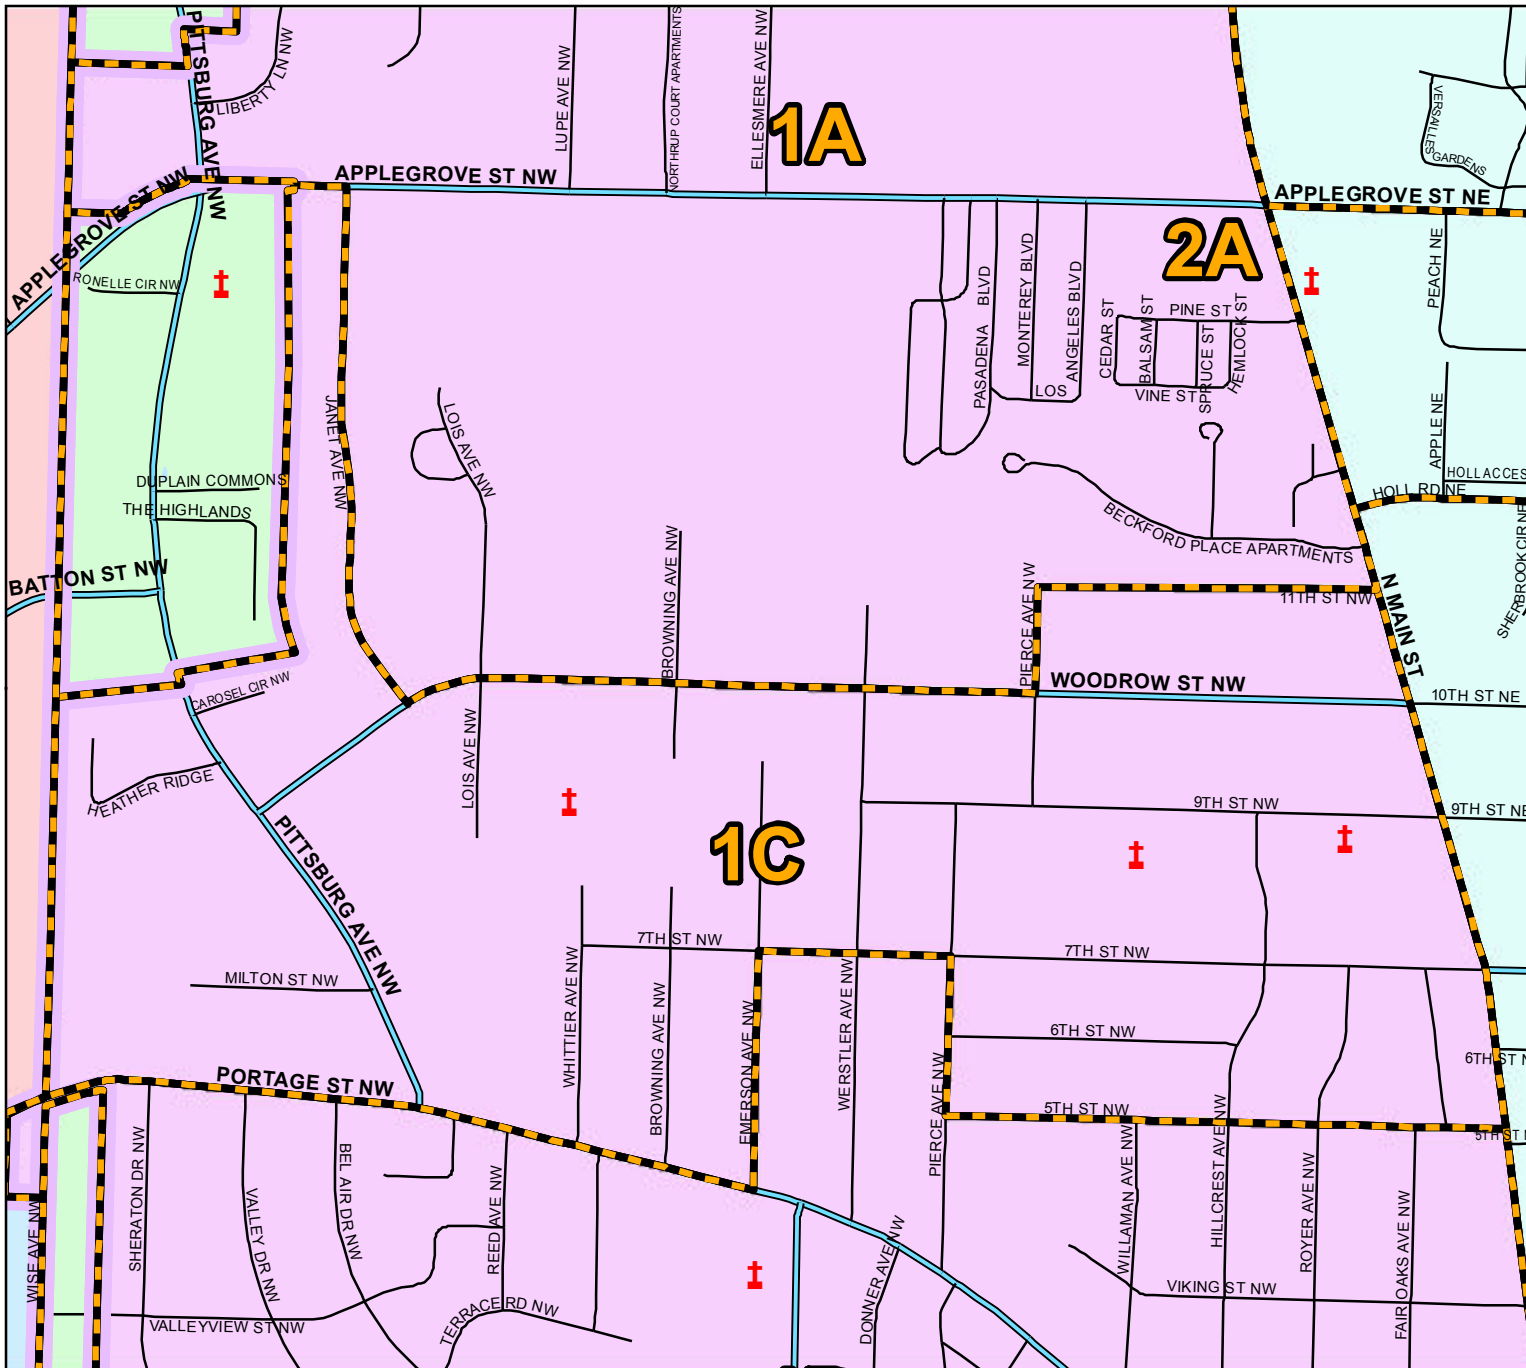 PITTSBURG AVE NW
LIBERTY LN NW
LUPE AVE NW
NORTHRUP COURT APARTMENTS
ELLESMERE AVE NW
1A
VERSAILLES
GARDENS
APPLEGROVE ST NW
APPLEGROVE ST NW
APPLEGROVE ST NE
2A
RONELLE CIR NW
PEACH NE
PASADENA BLVD
MONTEREY BLVD
LOS
ANGELES BLVD
CEDAR ST
BALSAM ST
PINE ST
SPRUCE ST
HEMLOCK ST
VINE ST
JANET AVE NW
LOIS AVE NW
APPLE NE
HOLL ACCES
HOLL RD NE
DUPLAIN COMMONS
THE HIGHLANDS
BECKFORD PLACE APARTMENTS
SHERBROOK CIR NE
BATTON ST NW
BROWNING AVE NW
PIERCE AVE NW
11TH ST NW
N MAIN ST
WOODROW ST NW
10TH ST NE
CAROSEL CIR NW
LOIS AVE NW
HEATHER RIDGE
9TH ST NW
9TH ST NE
1C
PITTSBURG AVE NW
7TH ST NW
7TH ST NW
MILTON ST NW
WHITTIER AVE NW
BROWNING AVE NW
EMERSON AVE NW
WERSTLER AVE NW
PIERCE AVE NW
6TH ST NW
6TH ST N
PORTAGE ST NW
5TH ST NW
5TH ST N
WISE AVE NW
SHERATON DR NW
VALLEY DR NW
BEL AIR DR NW
REED AVE NW
TERRACE RD NW
VALLEYVIEW ST NW
DONNER AVE NW
WILLAMAN AVE NW
HILLCREST AVE NW
ROYER AVE NW
FAIR OAKS AVE NW
VIKING ST NW